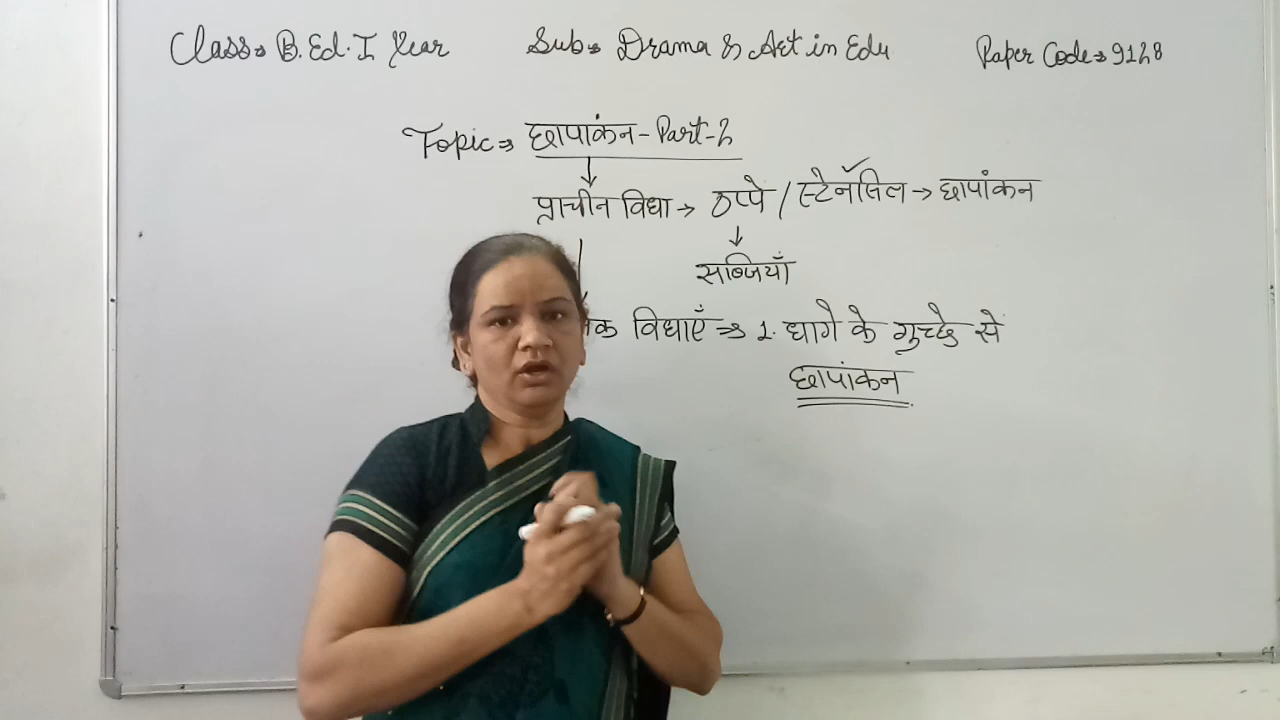 Class⇒ B.Ed. I Year Sub⇒ Drama & Art in Edu Paper Code⇒ 9128
Topic⇒ छापांकन - Part-2
प्राचीन विधा → ठप्पे / स्टेनसिल → छापांकन
सब्जियाँ
विधाएँ ⇒ 1. धागे के गुच्छे से
छापांकन